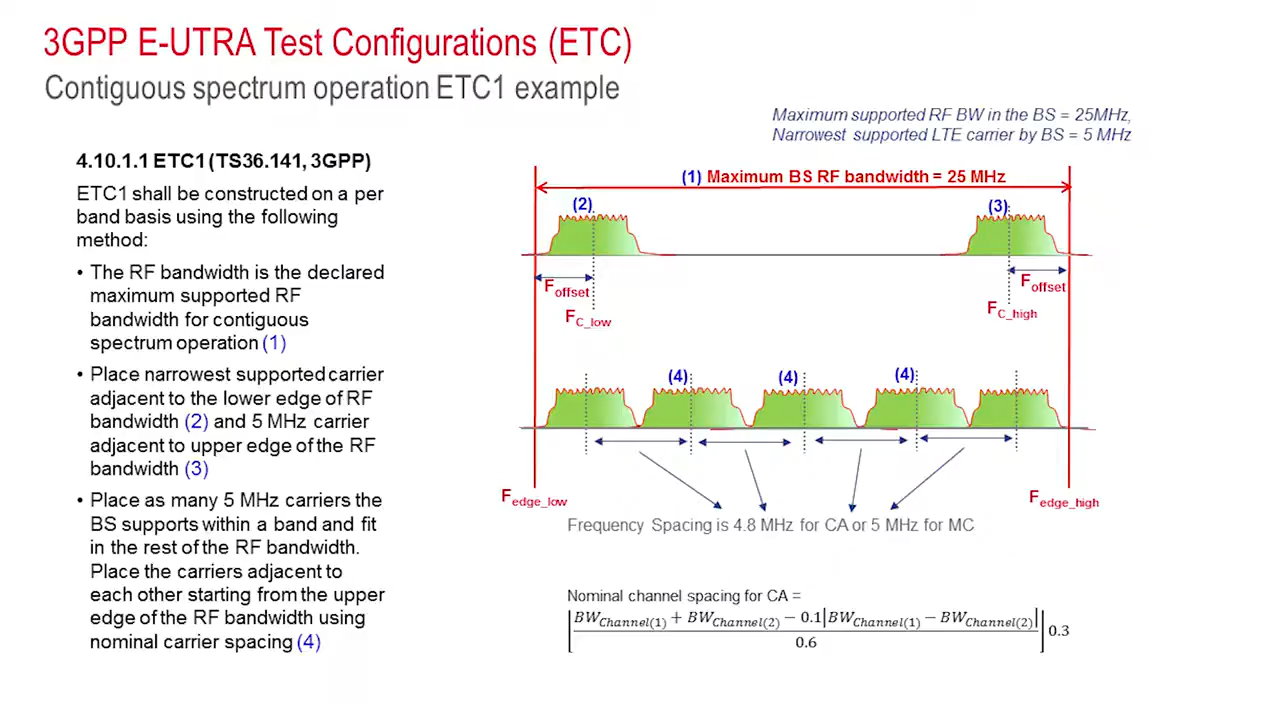 3GPP E-UTRA Test Configurations (ETC)
Contiguous spectrum operation ETC1 example
Maximum supported RF BW in the BS = 25MHz,
Narrowest supported LTE carrier by BS = 5 MHz
4.10.1.1 ETC1 (TS36.141, 3GPP)
ETC1 shall be constructed on a per
band basis using the following
method:
• The RF bandwidth is the declared
maximum supported RF
bandwidth for contiguous
spectrum operation (1)
• Place narrowest supported carrier
adjacent to the lower edge of RF
bandwidth (2) and 5 MHz carrier
adjacent to upper edge of the RF
bandwidth (3)
• Place as many 5 MHz carriers the
BS supports within a band and fit
in the rest of the RF bandwidth.
Place the carriers adjacent to
each other starting from the upper
edge of the RF bandwidth using
nominal carrier spacing (4)
(1) Maximum BS RF bandwidth = 25 MHz
(2) (3)
Foffset Foffset
FC_low FC_high
(4) (4) (4)
Fedge_low Fedge_high
Frequency Spacing is 4.8 MHz for CA or 5 MHz for MC
Nominal channel spacing for CA =
BWChannel(1) + BWChannel(2) − 0.1|BWChannel(1) − BWChannel(2)|
0.6
0.3